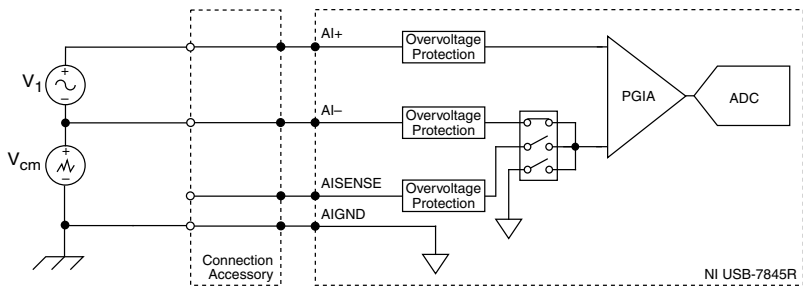 AI+
Overvoltage
Protection
V1
+
−
PGIA
ADC
AI−
Overvoltage
Protection
Vcm
+
−
AISENSE
Overvoltage
Protection
AIGND
Connection
Accessory
NI USB-7845R